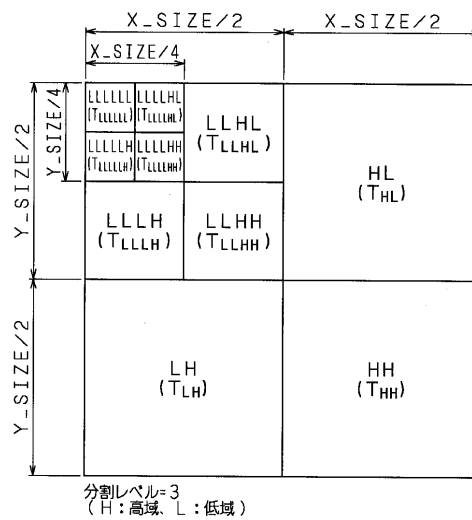 X_SIZE/2
X_SIZE/2
X_SIZE/4
Y_SIZE/2
Y_SIZE/4
LLLLLL
(TLLLLLL)
LLLLHL
(TLLLLHL)
LLLLLH
(TLLLLLH)
LLLLHH
(TLLLLHH)
LLHL
(TLLHL)
HL
(THL)
LLLH
(TLLLH)
LLHH
(TLLHH)
Y_SIZE/2
LH
(TLH)
HH
(THH)
分割レベル=3
(H:高域、L:低域)